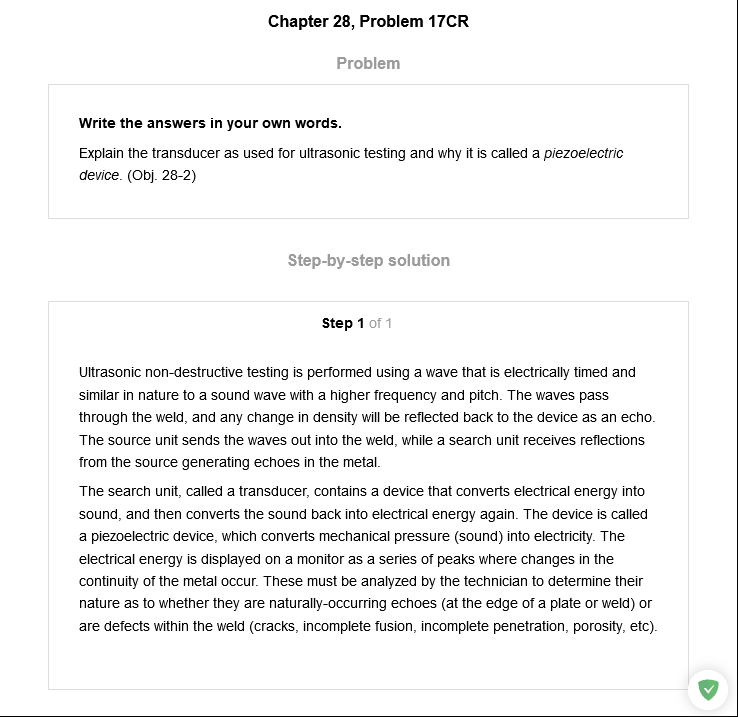 Chapter 28, Problem 17CR
Problem
Write the answers in your own words.
Explain the transducer as used for ultrasonic testing and why it is called a piezoelectric
device. (Obj. 28-2)
Step-by-step solution
Step 1 of 1
Ultrasonic non-destructive testing is performed using a wave that is electrically timed and
similar in nature to a sound wave with a higher frequency and pitch. The waves pass
through the weld, and any change in density will be reflected back to the device as an echo.
The source unit sends the waves out into the weld, while a search unit receives reflections
from the source generating echoes in the metal.
The search unit, called a transducer, contains a device that converts electrical energy into
sound, and then converts the sound back into electrical energy again. The device is called
a piezoelectric device, which converts mechanical pressure (sound) into electricity. The
electrical energy is displayed on a monitor as a series of peaks where changes in the
continuity of the metal occur. These must be analyzed by the technician to determine their
nature as to whether they are naturally-occurring echoes (at the edge of a plate or weld) or
are defects within the weld (cracks, incomplete fusion, incomplete penetration, porosity, etc).